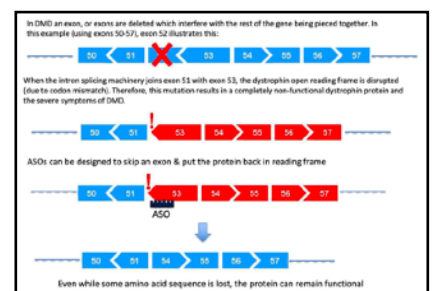 In DMD an exon, or exons are deleted which interfere with the rest of the gene being pieced together. In
this example (using exons 50-57), exon 52 illustrates this:
50 51 53 54 55 56 57
When the intron splicing machinery joins exon 51 with exon 53, the dystrophin open reading frame is disrupted
(due to codon mismatch). Therefore, this mutation results in a completely non-functional dystrophin protein and
the severe symptoms of DMD.
!
50 51 53 54 55 56 57
ASOs can be designed to skip an exon & put the protein back in reading frame
!
50 51 53 54 55 56 57
ASO
50 51 54 55 56 57
Even while some amino acid sequence is lost, the protein can remain functional